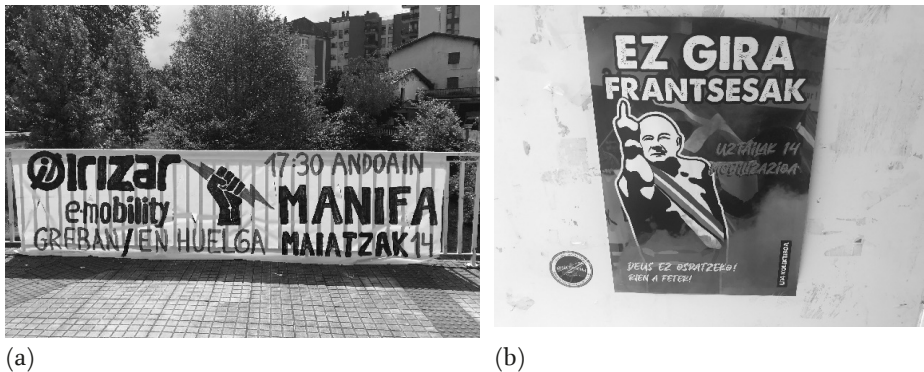 Irizar
e-mobility
GREBAN/EN HUELGA
17:30 ANDOAIN
MANIFA
MAIATZAK 14
EZ GIRA
FRANTSESAK
UZTAILAK 14
MOBILIZAZIOA
DEUS EZ OSPATZEKO!
RIEN A FETER!
(a)
(b)